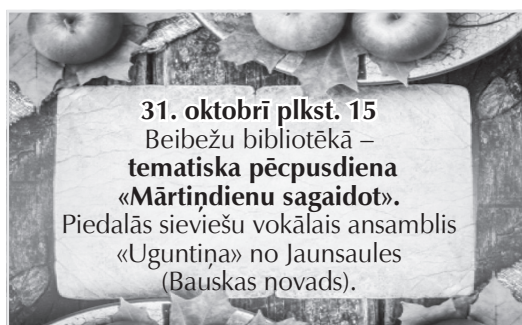 31. oktobrī plkst. 15
Beibežu bibliotēkā –
tematiska pēcpusdiena
«Mārtiņdienu sagaidot».
Piedalās sieviešu vokālais ansamblis
«Uguntiņa» no Jaunsaules
(Bauskas novads).